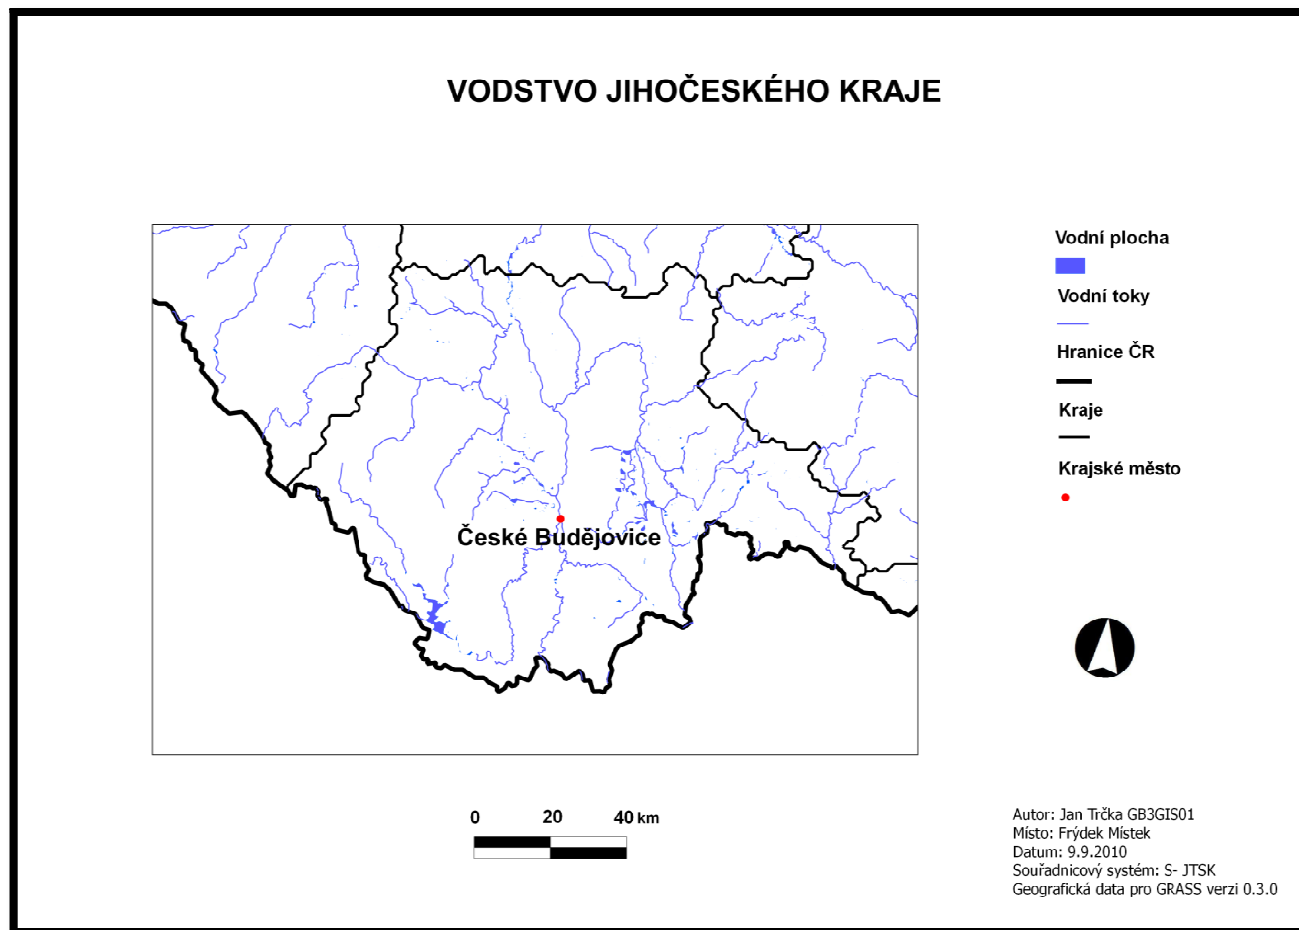 VODSTVO JIHOČESKÉHO KRAJE
Vodní plocha
Vodní toky
Hranice ČR
Kraje
Krajské město
České Budějovice
0 20 40 km
Autor: Jan Trčka GB3GIS01
Místo: Frýdek Místek
Datum: 9.9.2010
Souřadnicový systém: S- JTSK
Geografická data pro GRASS verzi 0.3.0